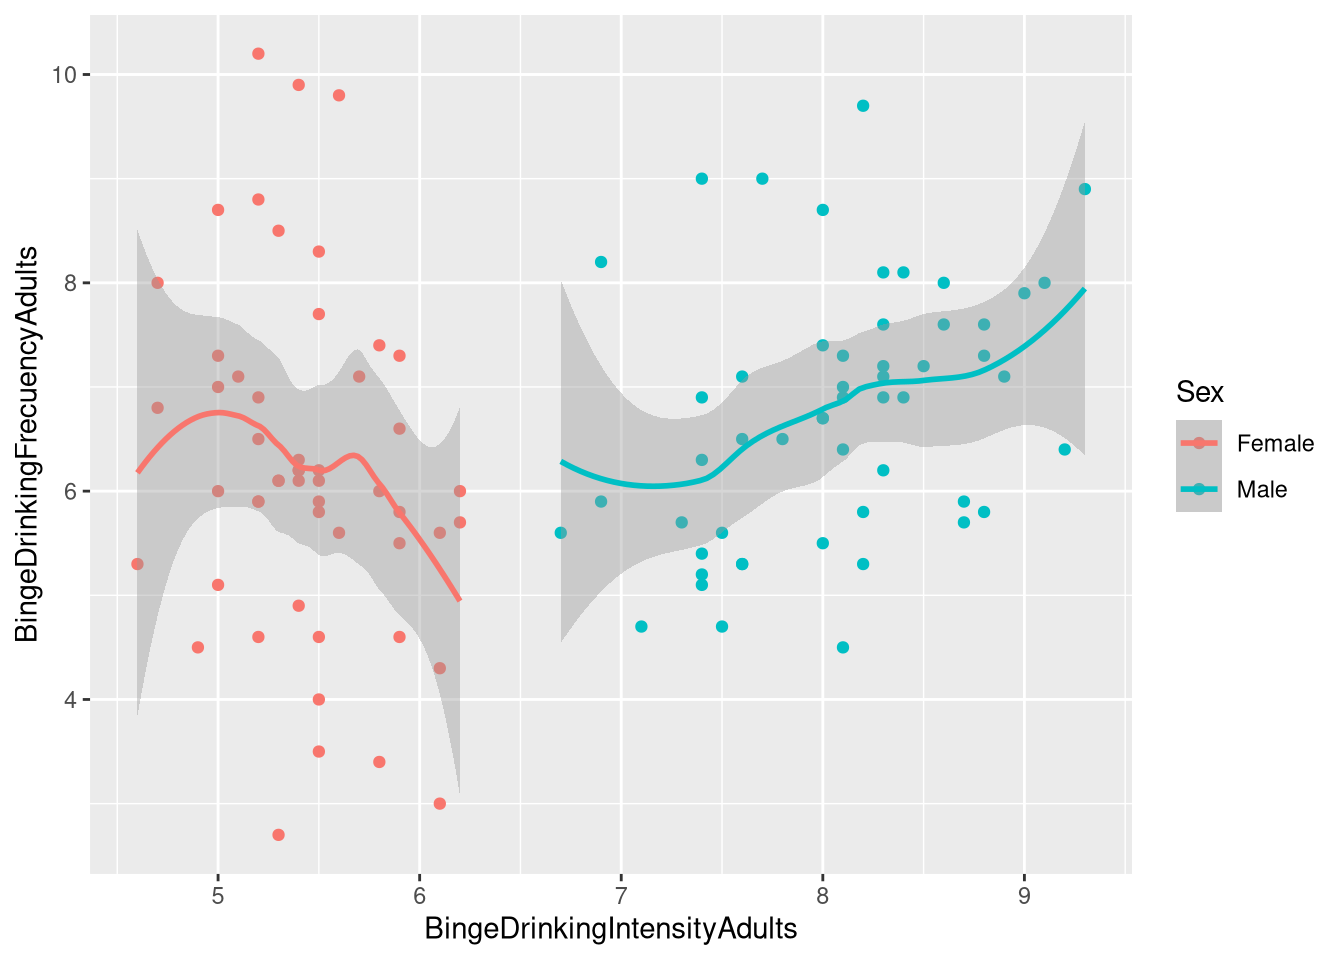 BingeDrinkingFrecuencyAdults
10
8
6
4
5 6 7 8 9
BingeDrinkingIntensityAdults
Sex
Female
Male